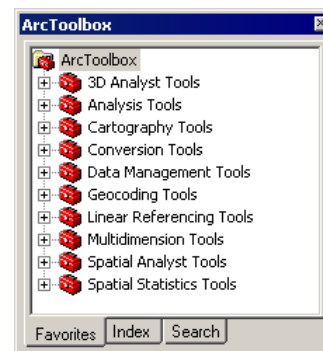 ArcToolbox
ArcToolbox
3D Analyst Tools
Analysis Tools
Cartography Tools
Conversion Tools
Data Management Tools
Geocoding Tools
Linear Referencing Tools
Multidimension Tools
Spatial Analyst Tools
Spatial Statistics Tools
Favorites Index Search